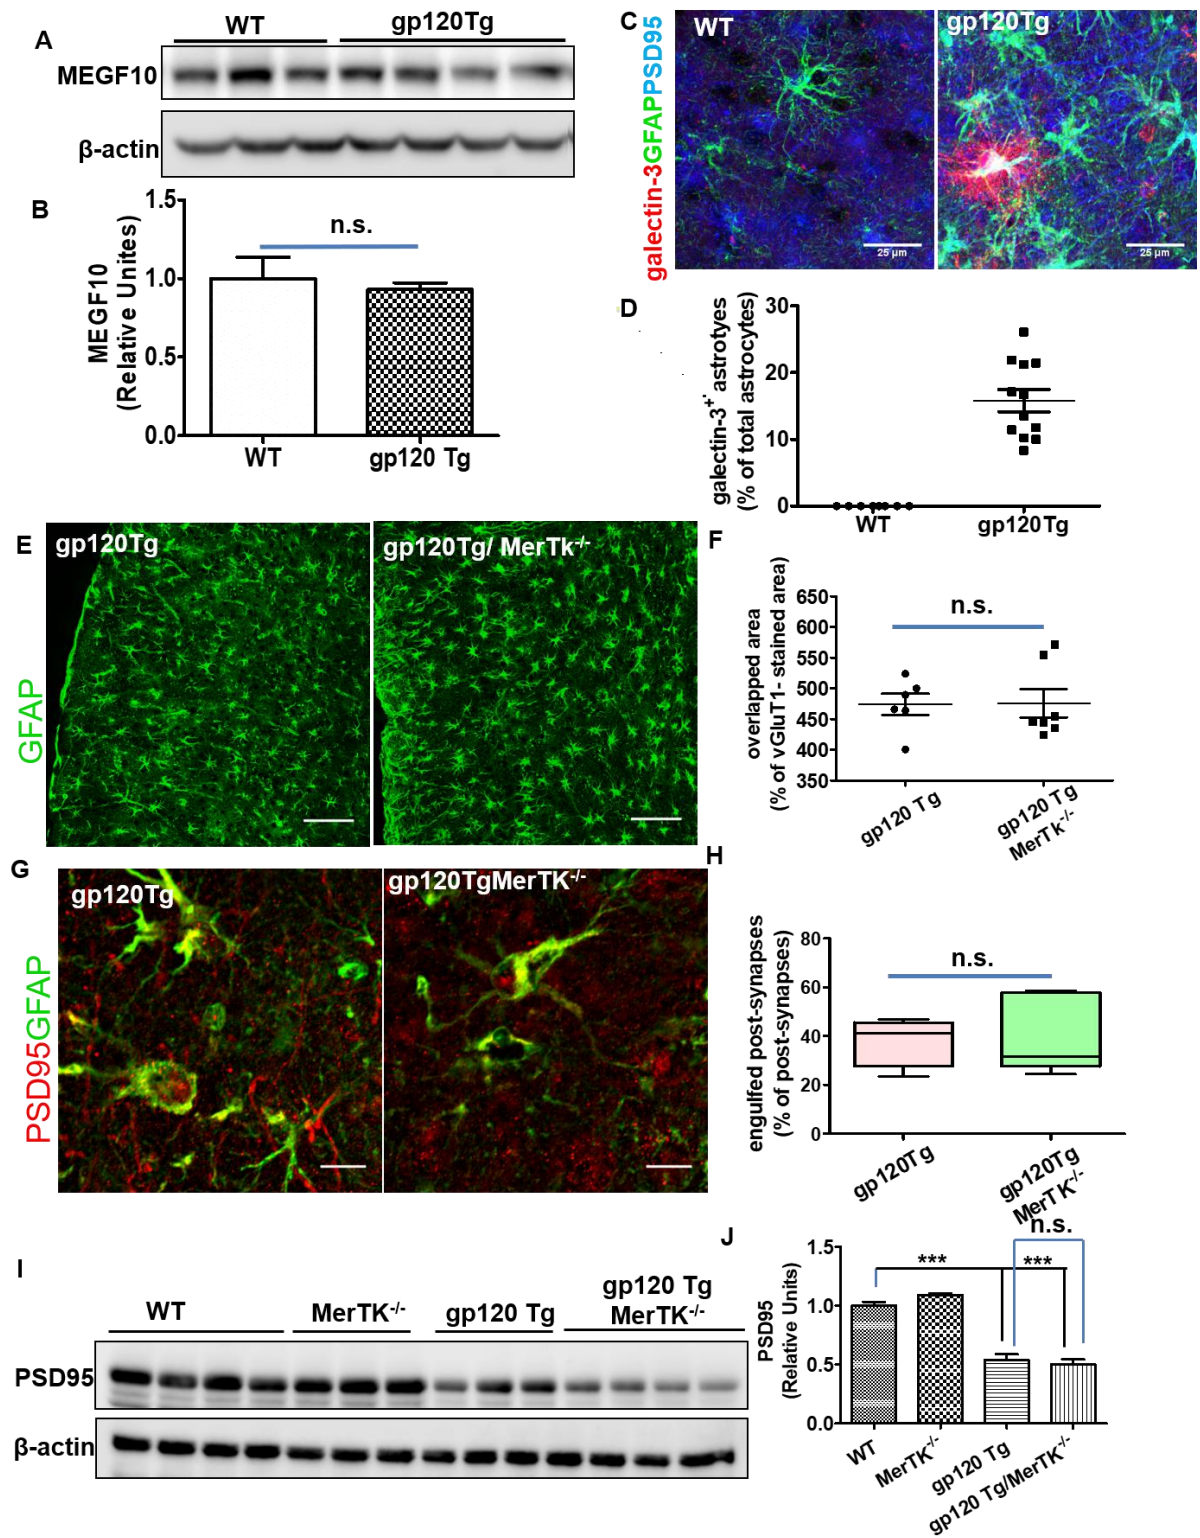 A
WT
gp120Tg
MEGF10
β-actin
B
MEGF10
(Relative Unites)
1.5
1.0
0.5
0.0
n.s.
WT
gp120 Tg
C
galectin-3GFAPPSD95
WT
gp120Tg
25 µm
25 µm
D
galectin-3+ astrotyes
(% of total astrocytes)
30
20
10
0
WT
gp120Tg
E
GFAP
gp120Tg
gp120Tg/ MerTk-/-
F
overlapped area
(% of vGluT1- stained area)
650
600
550
500
450
400
350
n.s.
gp120 Tg
gp120 Tg
MerTk-/-
G
PSD95GFAP
gp120Tg
gp120TgMerTK-/-
H
engulfed post-synapses
(% of post-synapses)
80
60
40
20
0
n.s.
gp120Tg
gp120Tg
MerTK-/-
I
WT
MerTK-/-
gp120 Tg
gp120 Tg
MerTK-/-
PSD95
β-actin
J
PSD95
(Relative Units)
1.5
1.0
0.5
0.0
***
***
n.s.
WT
MerTK-/-
gp120 Tg
gp120 Tg/MerTK-/-